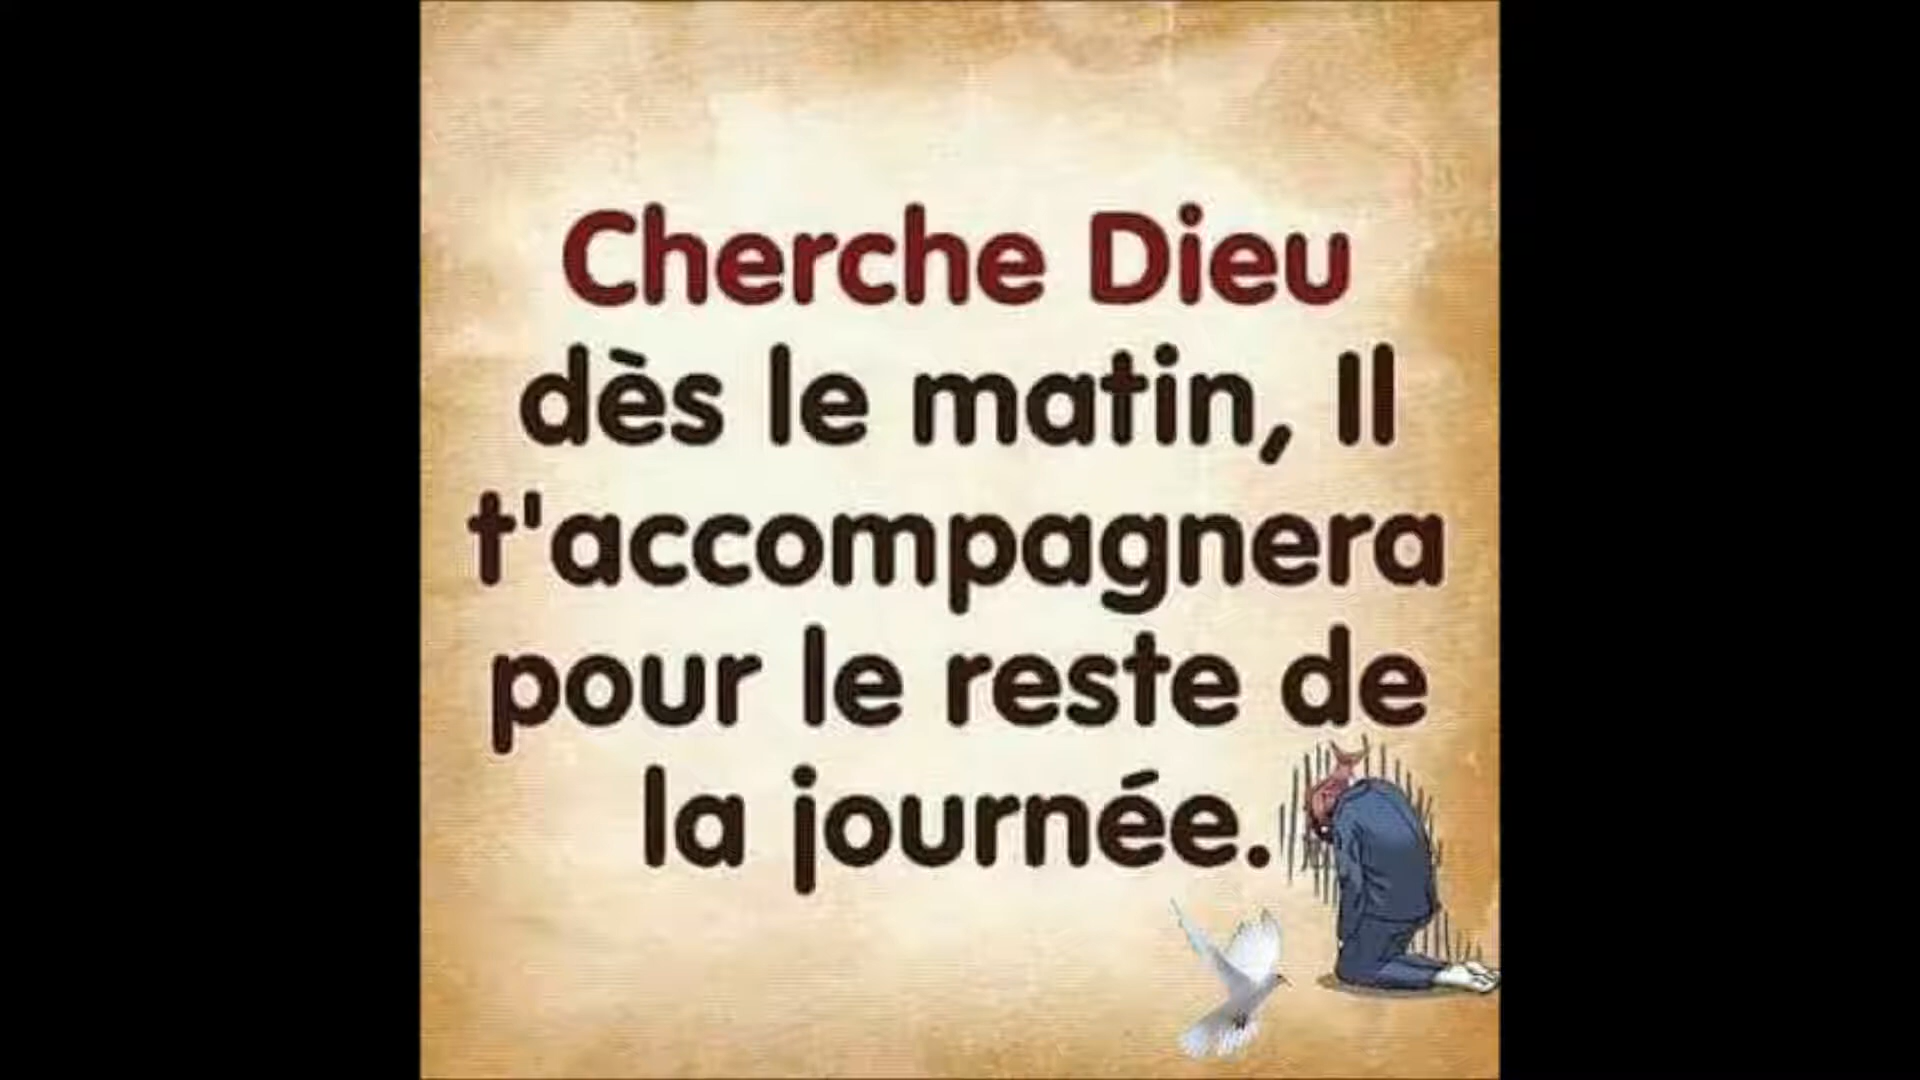 Cherche Dieu
dès le matin, Il
t'accompagnera
pour le reste de
la journée.